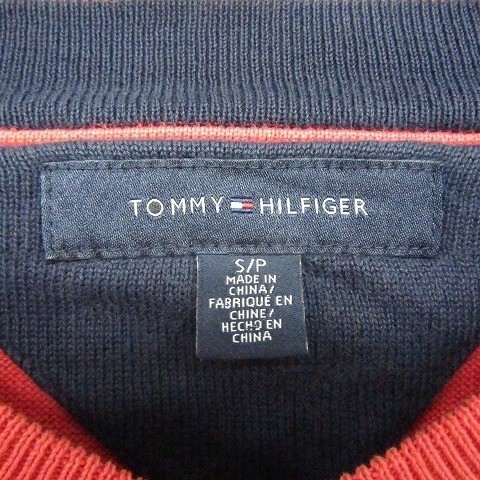 TOMMY HILFIGER
S/P
MADE IN
CHINA/
FABRIQUÉ EN
CHINE/
HECHO EN
CHINA